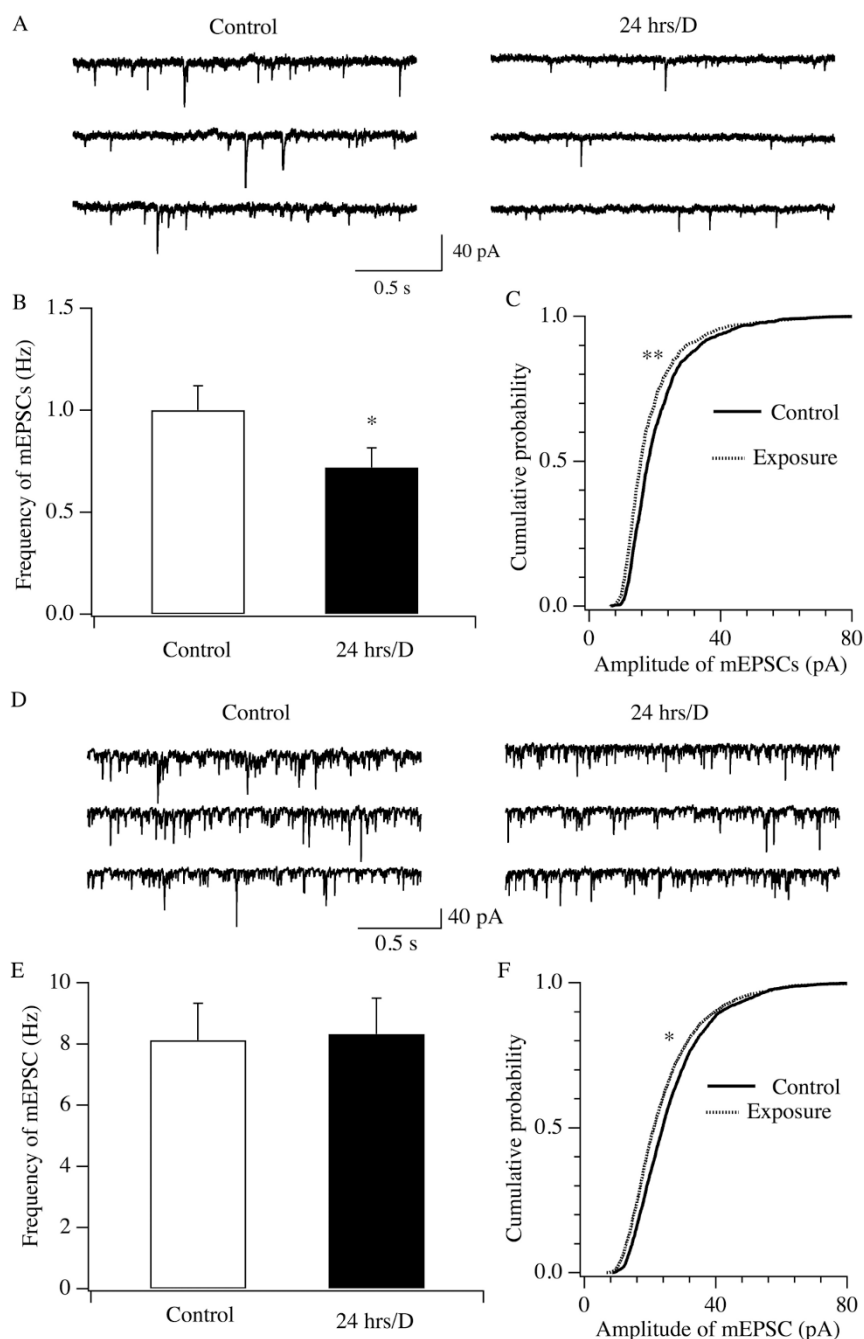 A
Control
24 hrs/D
40 pA
0.5 s
B
Frequency of mEPSCs (Hz)
1.5
1.0
0.5
0.0
*
Control
24 hrs/D
C
Cumulative probability
1.0
0.5
0.0
**
Control
Exposure
0 40 80
Amplitude of mEPSCs (pA)
D
Control
24 hrs/D
40 pA
0.5 s
E
Frequency of mEPSC (Hz)
10
8
6
4
2
0
Control
24 hrs/D
F
Cumulative probability
1.0
0.5
0.0
*
Control
Exposure
0 40 80
Amplitude of mEPSC (pA)